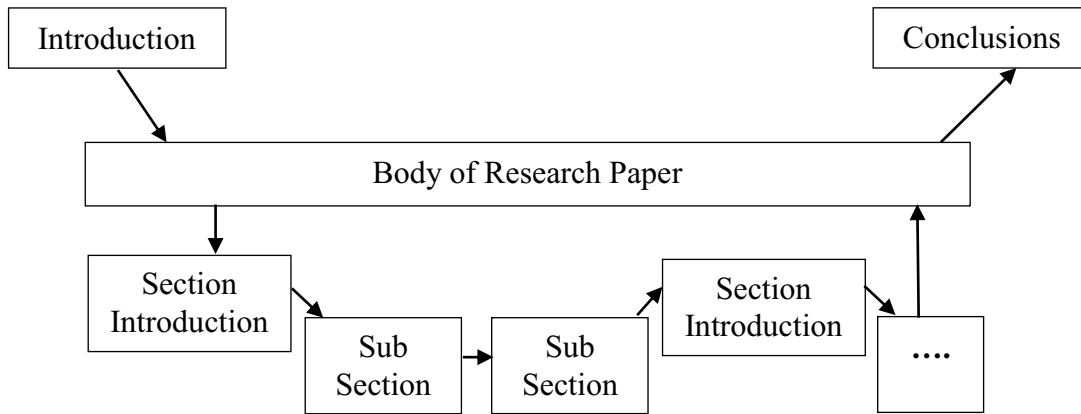 Introduction
Conclusions
Body of Research Paper
Section
Introduction
Sub
Section
Sub
Section
Section
Introduction
....